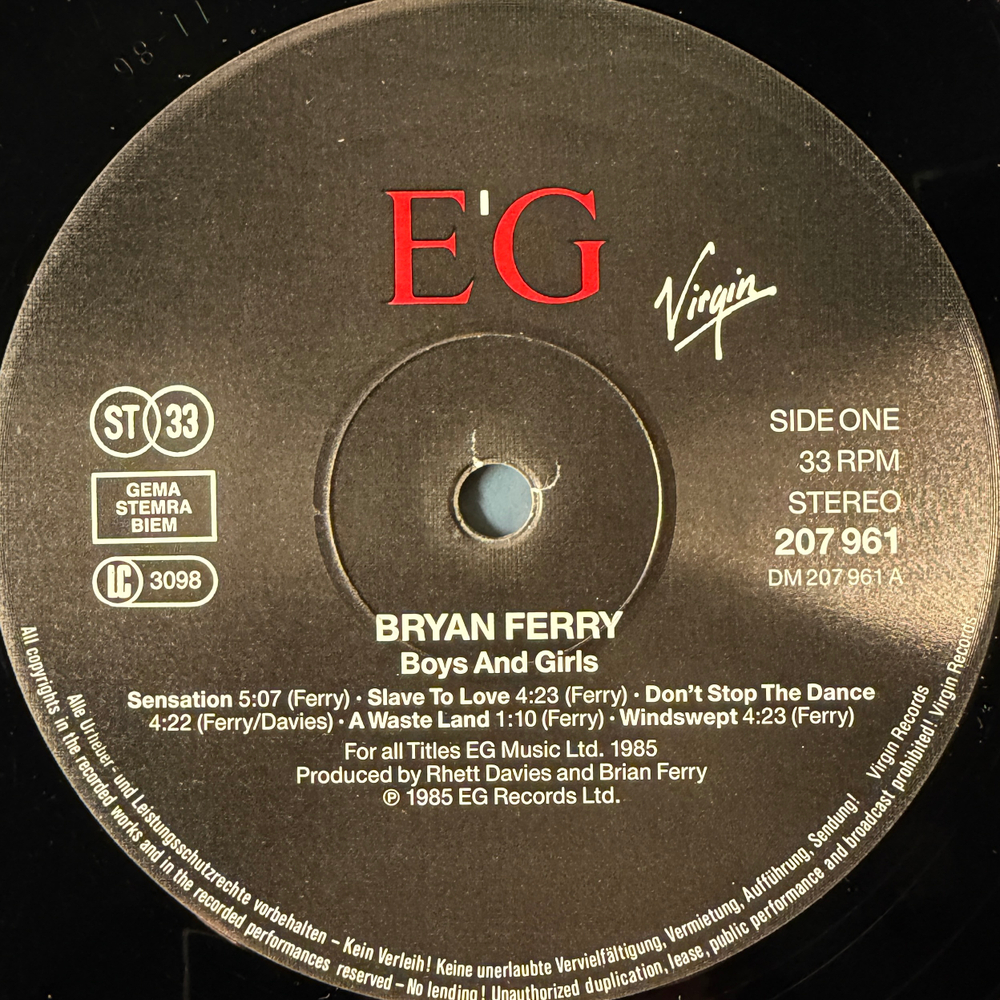 E'G
Virgin
ST 33
GEMA
STEMRA
BIEM
LC 3098
SIDE ONE
33 RPM
STEREO
207 961
DM 207 961 A
BRYAN FERRY
Boys And Girls
Sensation 5:07 (Ferry) · Slave To Love 4:23 (Ferry) · Don't Stop The Dance
4:22 (Ferry/Davies) · A Waste Land 1:10 (Ferry) · Windswept 4:23 (Ferry)
For all Titles EG Music Ltd. 1985
Produced by Rhett Davies and Brian Ferry
℗ 1985 EG Records Ltd.
Alle Urheber- und Leistungsschutzrechte vorbehalten – Kein Verleih! Keine unerlaubte Vervielfältigung, Vermietung, Aufführung, Sendung! Virgin Records
All copyrights in the recorded works and in the recorded performances reserved – No lending! Unauthorized duplication, lease, public performance and broadcast prohibited! Virgin Records